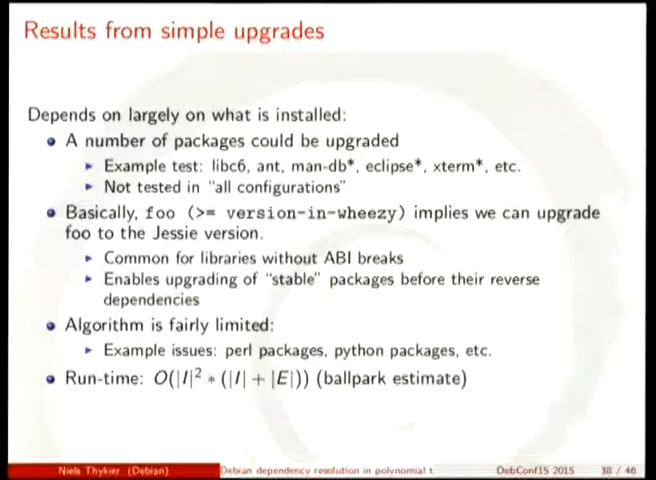 Results from simple upgrades
Depends on largely on what is installed:
A number of packages could be upgraded
Example test: libc6, ant, man-db*, eclipse*, xterm*, etc.
Not tested in "all configurations"
Basically, foo (>= version-in-wheezy) implies we can upgrade
foo to the Jessie version.
Common for libraries without ABI breaks
Enables upgrading of "stable" packages before their reverse
dependencies
Algorithm is fairly limited:
Example issues: perl packages, python packages, etc.
Run-time: O(|I|² * (|I| + |E|)) (ballpark estimate)
Niels Thykier (Debian) Debian dependency resolution in polynomial t DebConf15 2015 38 / 46